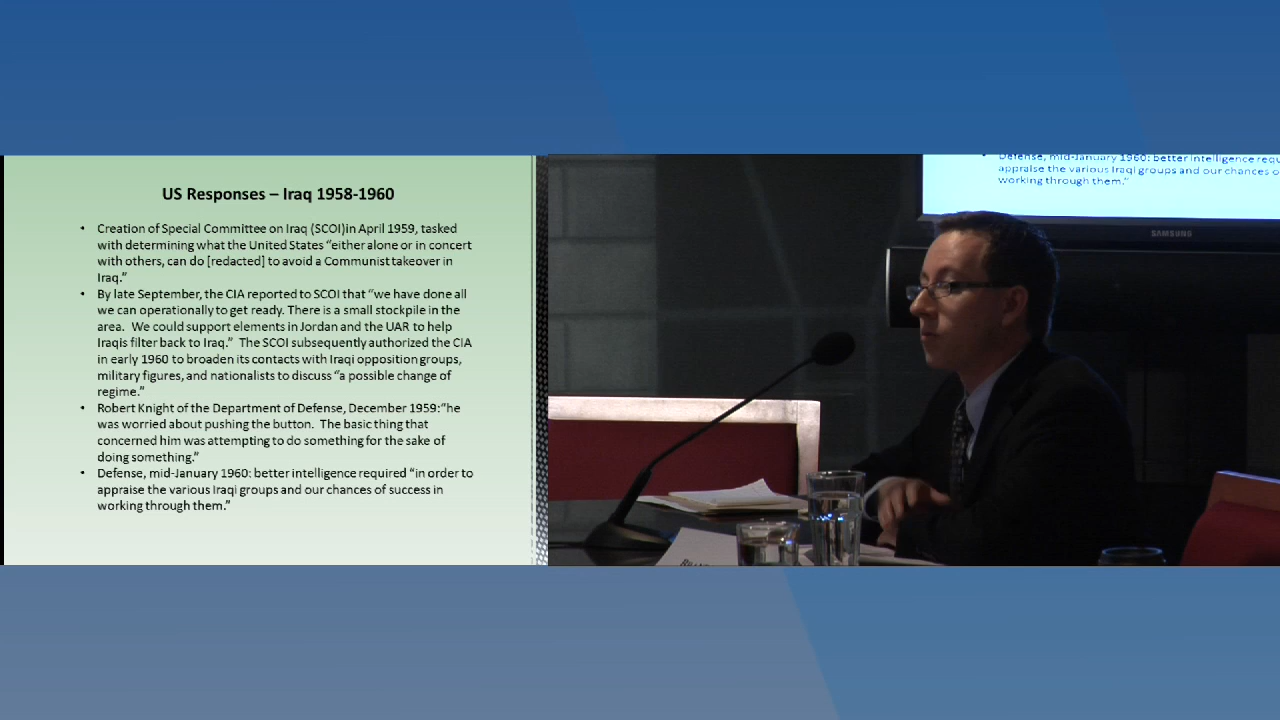 US Responses – Iraq 1958-1960
• Creation of Special Committee on Iraq (SCOI)in April 1959, tasked
with determining what the United States “either alone or in concert
with others, can do [redacted] to avoid a Communist takeover in
Iraq.”
• By late September, the CIA reported to SCOI that “we have done all
we can operationally to get ready. There is a small stockpile in the
area. We could support elements in Jordan and the UAR to help
Iraqis filter back to Iraq.” The SCOI subsequently authorized the CIA
in early 1960 to broaden its contacts with Iraqi opposition groups,
military figures, and nationalists to discuss “a possible change of
regime.”
• Robert Knight of the Department of Defense, December 1959:“he
was worried about pushing the button. The basic thing that
concerned him was attempting to do something for the sake of
doing something.”
• Defense, mid-January 1960: better intelligence required “in order to
appraise the various Iraqi groups and our chances of success in
working through them.”
Defense, mid-January 1960: better intelligence requ
appraise the various Iraqi groups and our chances o
working through them.”
SAMSUNG